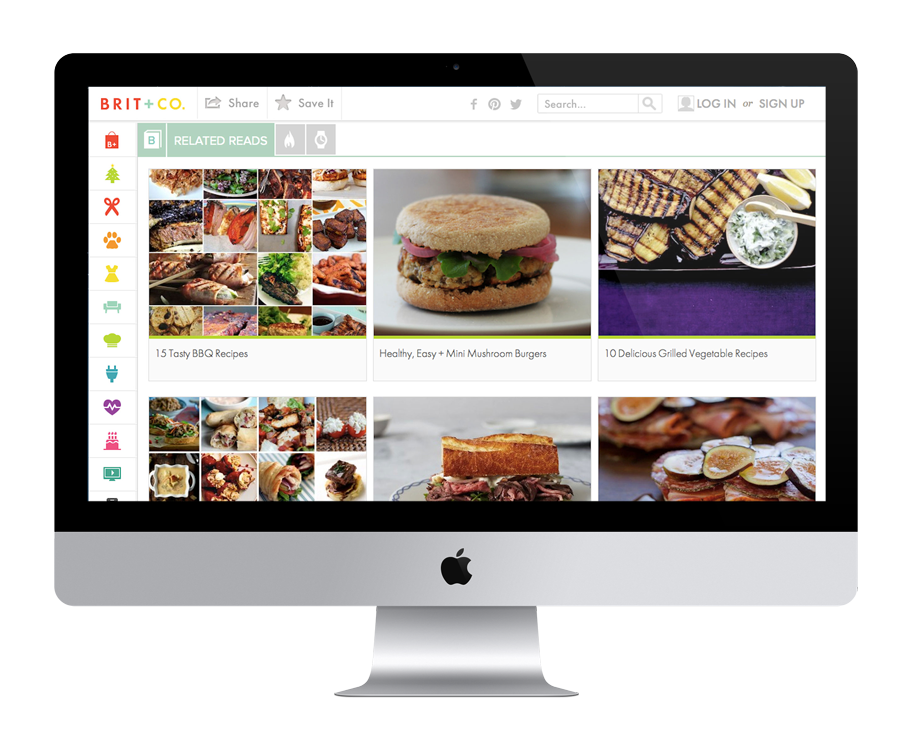 BRIT+CO.
Share
Save It
Search...
LOG IN or SIGN UP
B+
B
RELATED READS
15 Tasty BBQ Recipes
Healthy, Easy + Mini Mushroom Burgers
10 Delicious Grilled Vegetable Recipes